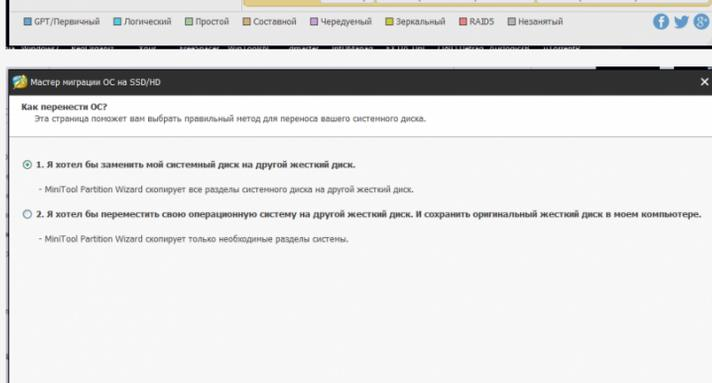 GPT/Первичный Логический Простой Составной Чередуемый Зеркальный RAID5 Незанятый
Мастер миграции ОС на SSD/HD
Как перенести ОС?
Эта страница поможет вам выбрать правильный метод для переноса вашего системного диска.
1. Я хотел бы заменить мой системный диск на другой жесткий диск.
- MiniTool Partition Wizard скопирует все разделы системного диска на другой жесткий диск.
2. Я хотел бы переместить свою операционную систему на другой жесткий диск. И сохранить оригинальный жесткий диск в моем компьютере.
- MiniTool Partition Wizard скопирует только необходимые разделы системы.